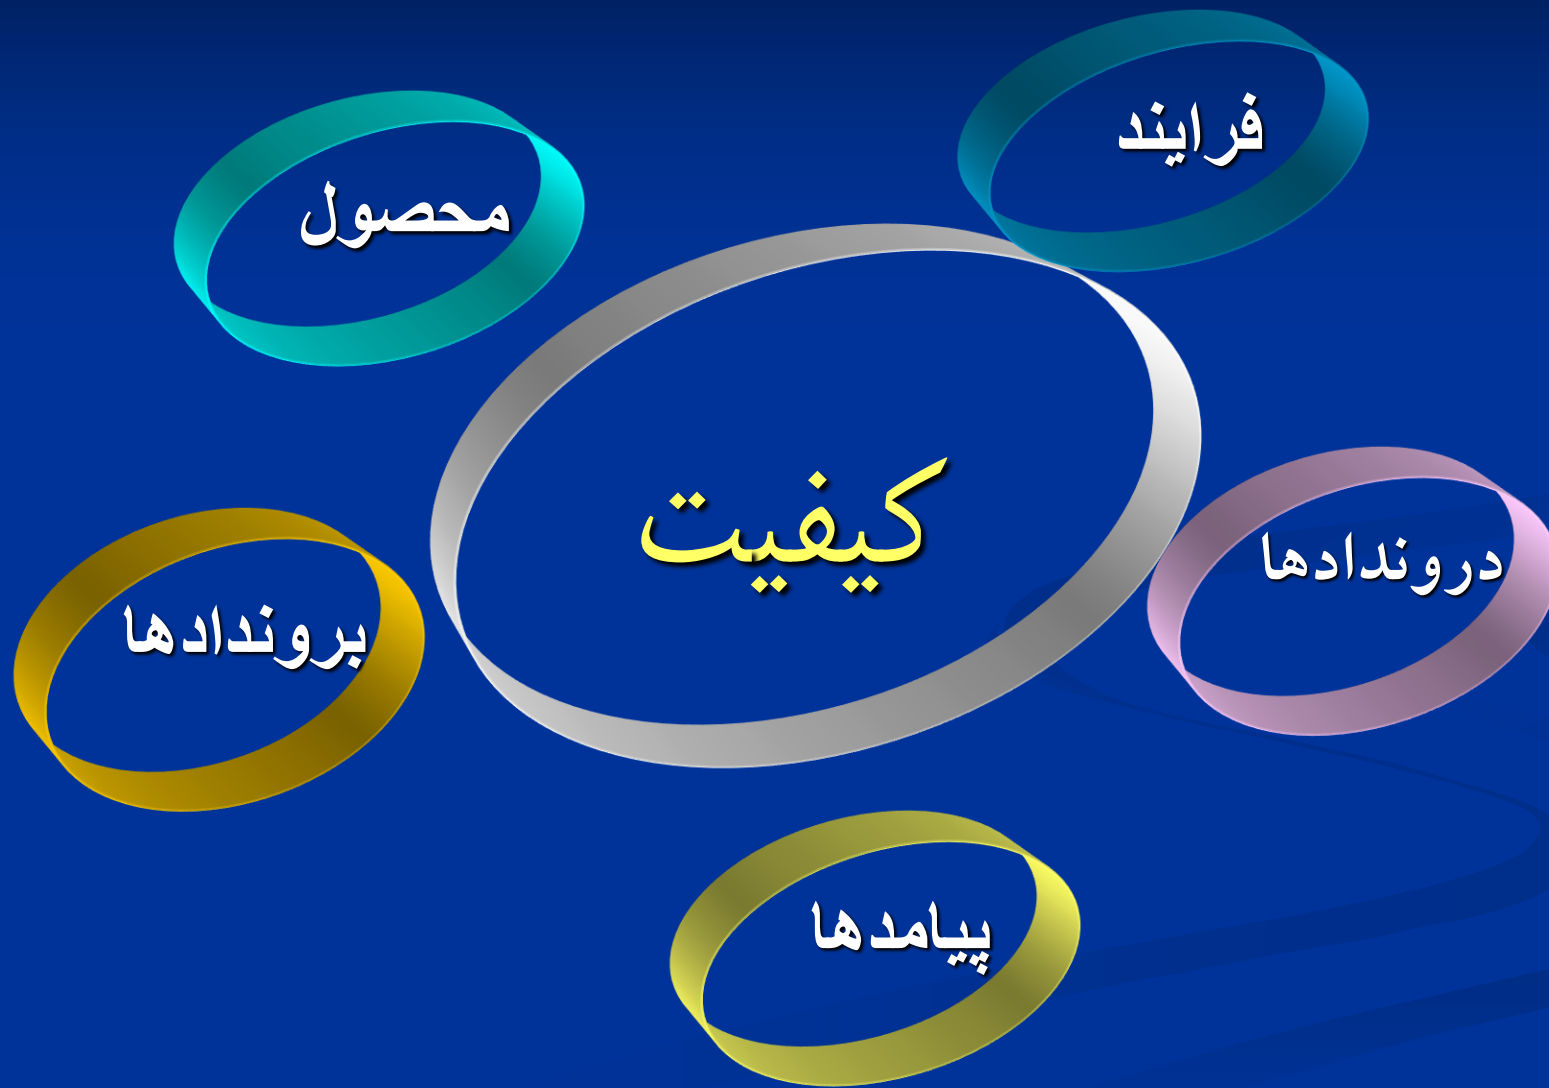 فرایند
محصول
کیفیت
دروندادها
بروندادها
پیامدها